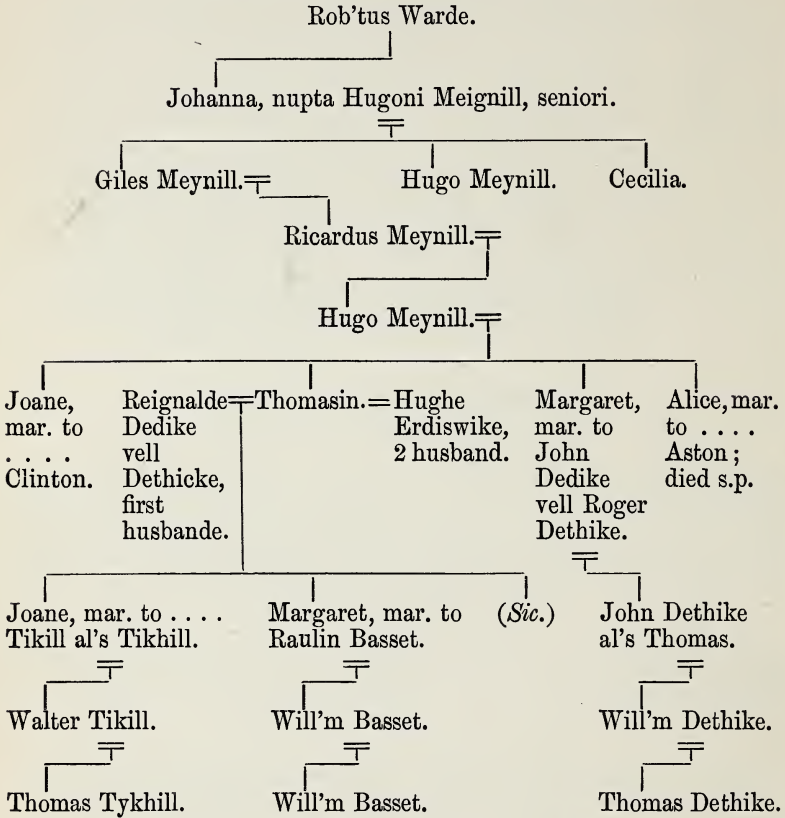 Rob'tus Warde.
Johanna, nupta Hugoni Meignill, seniori.
Giles Meynill. Hugo Meynill. Cecilia.
Ricardus Meynill.
Hugo Meynill.
Joane,
mar. to
. . . .
Clinton.
Reignalde
Dedike
vell
Dethicke,
first
husbande.
Thomasin.
Hughe
Erdiswike,
2 husband.
Margaret,
mar. to
John
Dedike
vell Roger
Dethike.
Alice, mar.
to . . . .
Aston;
died s.p.
Joane, mar. to . . . .
Tikill al's Tikhill.
Margaret, mar. to
Raulin Basset.
(Sic.)
John Dethike
al's Thomas.
Walter Tikill. Will'm Basset. Will'm Dethike.
Thomas Tykhill. Will'm Basset. Thomas Dethike.